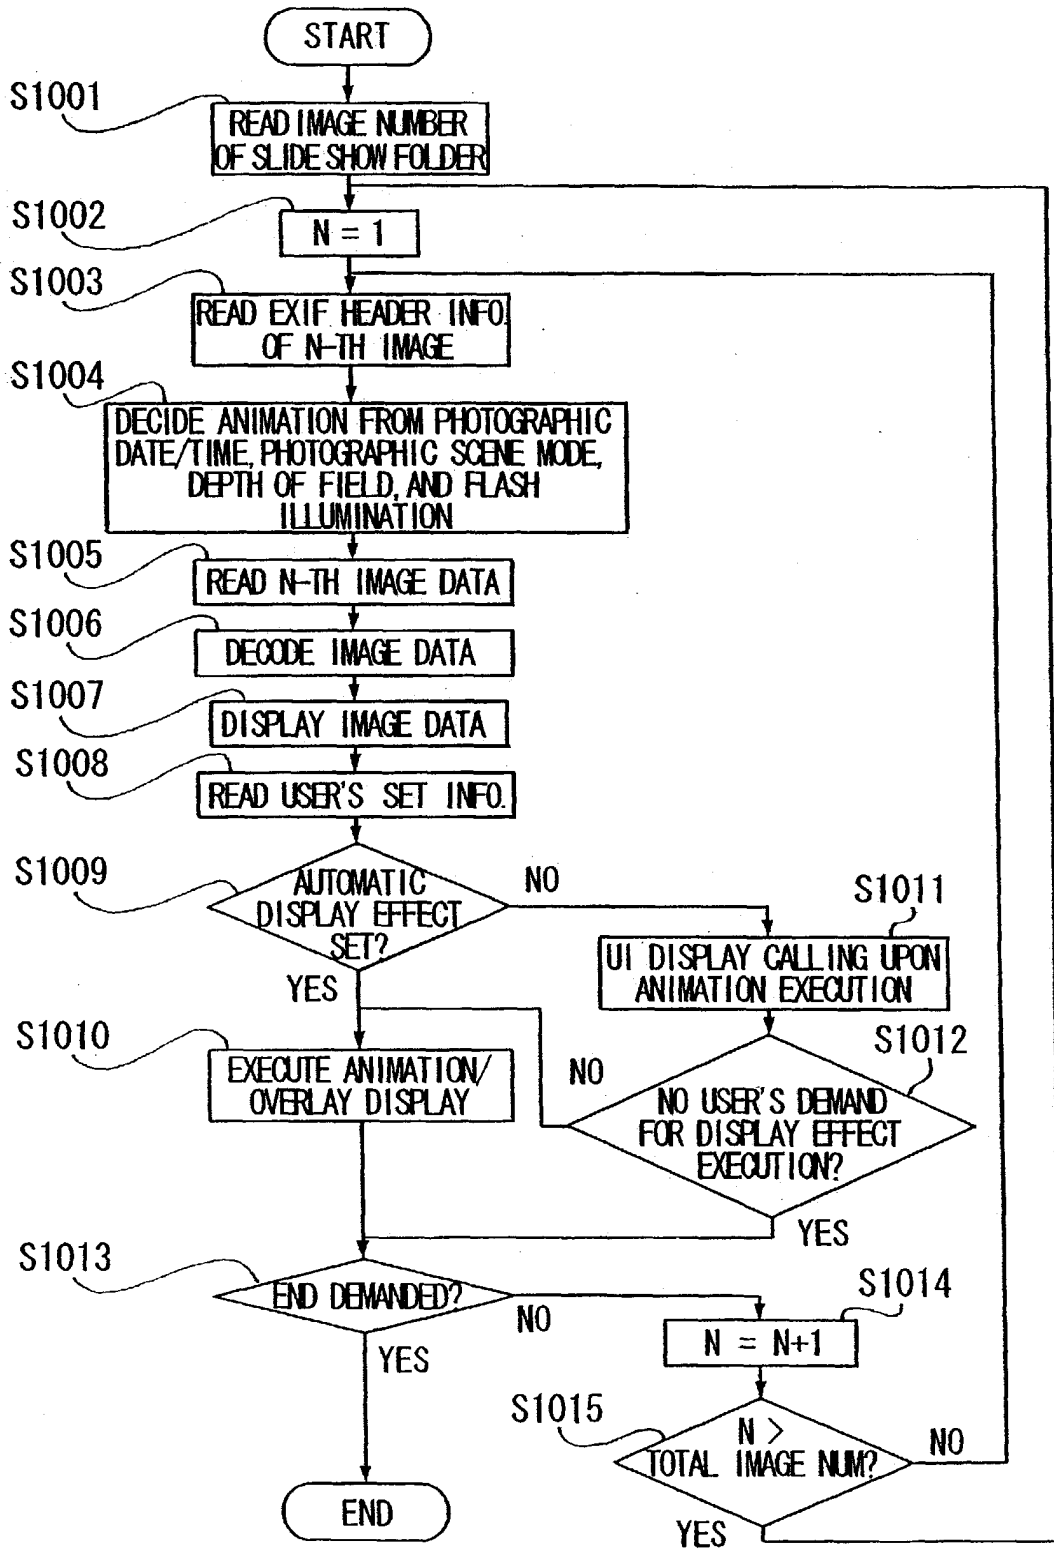 START
S1001
READ IMAGE NUMBER
OF SLIDE SHOW FOLDER
S1002
N = 1
S1003
READ EXIF HEADER INFO.
OF N-TH IMAGE
S1004
DECIDE ANIMATION FROM PHOTOGRAPHIC
DATE/TIME, PHOTOGRAPHIC SCENE MODE,
DEPTH OF FIELD, AND FLASH
ILLUMINATION
S1005
READ N-TH IMAGE DATA
S1006
DECODE IMAGE DATA
S1007
DISPLAY IMAGE DATA
S1008
READ USER'S SET INFO.
S1009
AUTOMATIC
DISPLAY EFFECT
SET?
NO
YES
S1011
UI DISPLAY CALLING UPON
ANIMATION EXECUTION
S1010
EXECUTE ANIMATION/
OVERLAY DISPLAY
S1012
NO
NO USER'S DEMAND
FOR DISPLAY EFFECT
EXECUTION?
YES
S1013
END DEMANDED?
NO
YES
S1014
N = N+1
S1015
N >
TOTAL IMAGE NUM?
NO
YES
END